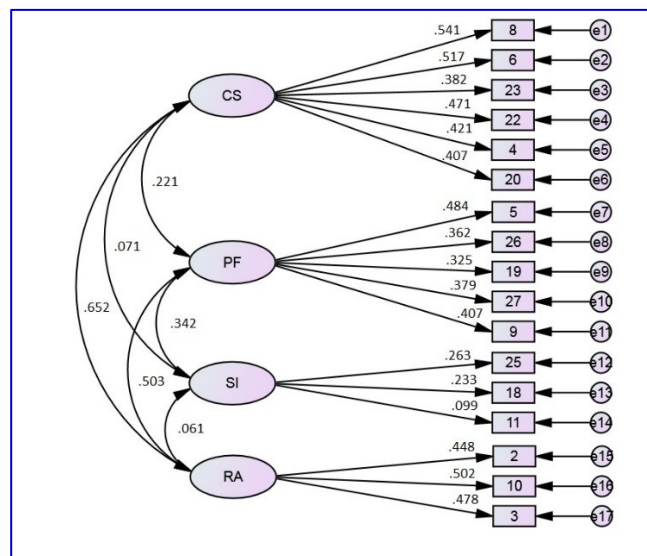 .541 8 e1
.517 6 e2
.382 23 e3
CS
.471 22 e4
.421 4 e5
.407 20 e6
.221
.484 5 e7
.071
.362 26 e8
PF
.325 19 e9
.652
.379 27 e10
.342
.407 9 e11
.263 25 e12
.503
SI
.233 18 e13
.061
.099 11 e14
.448 2 e15
RA
.502 10 e16
.478 3 e17